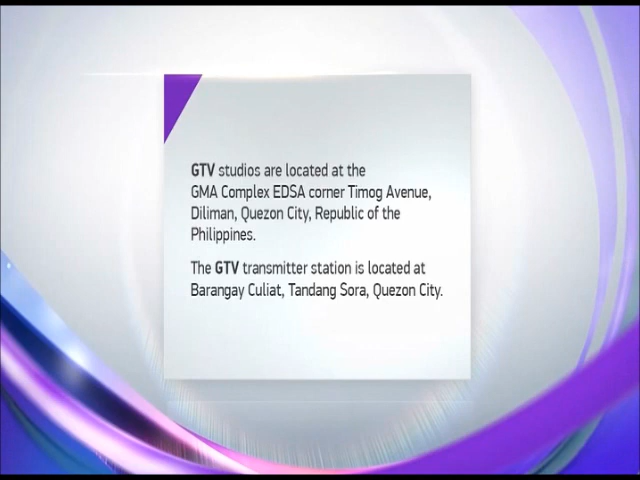 GTV studios are located at the
GMA Complex EDSA corner Timog Avenue,
Diliman, Quezon City, Republic of the
Philippines.
The GTV transmitter station is located at
Barangay Culiat, Tandang Sora, Quezon City.